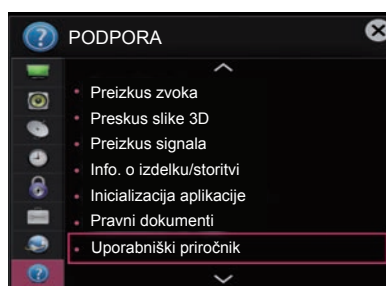 PODPORA
Preizkus zvoka
Preskus slike 3D
Preizkus signala
Info. o izdelku/storitvi
Inicializacija aplikacije
Pravni dokumenti
Uporabniški priročnik